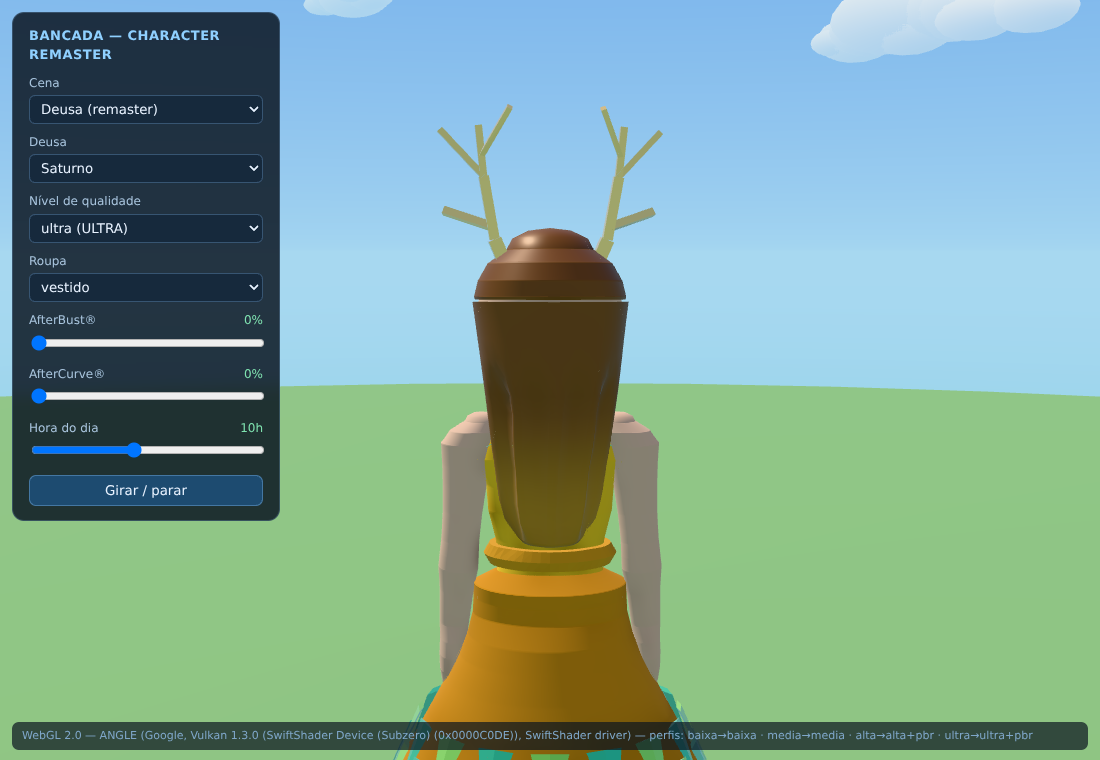 BANCADA — CHARACTER
REMASTER
Cena
Deusa (remaster)
Deusa
Saturno
Nível de qualidade
ultra (ULTRA)
Roupa
vestido
AfterBust® 0%
AfterCurve® 0%
Hora do dia 10h
Girar / parar
WebGL 2.0 — ANGLE (Google, Vulkan 1.3.0 (SwiftShader Device (Subzero) (0x0000C0DE)), SwiftShader driver) — perfis: baixa→baixa · media→media · alta→alta+pbr · ultra→ultra+pbr